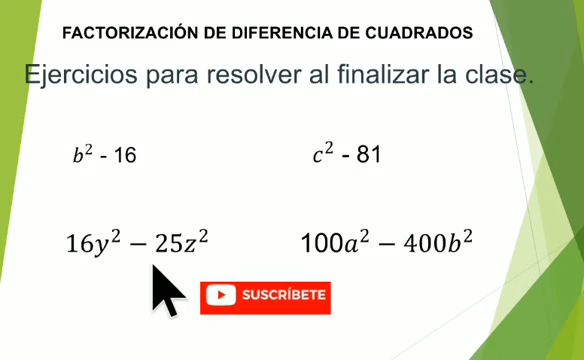 FACTORIZACIÓN DE DIFERENCIA DE CUADRADOS
Ejercicios para resolver al finalizar la clase.
b² - 16
c² - 81
16y² − 25z²
100a² − 400b²
SUSCRÍBETE